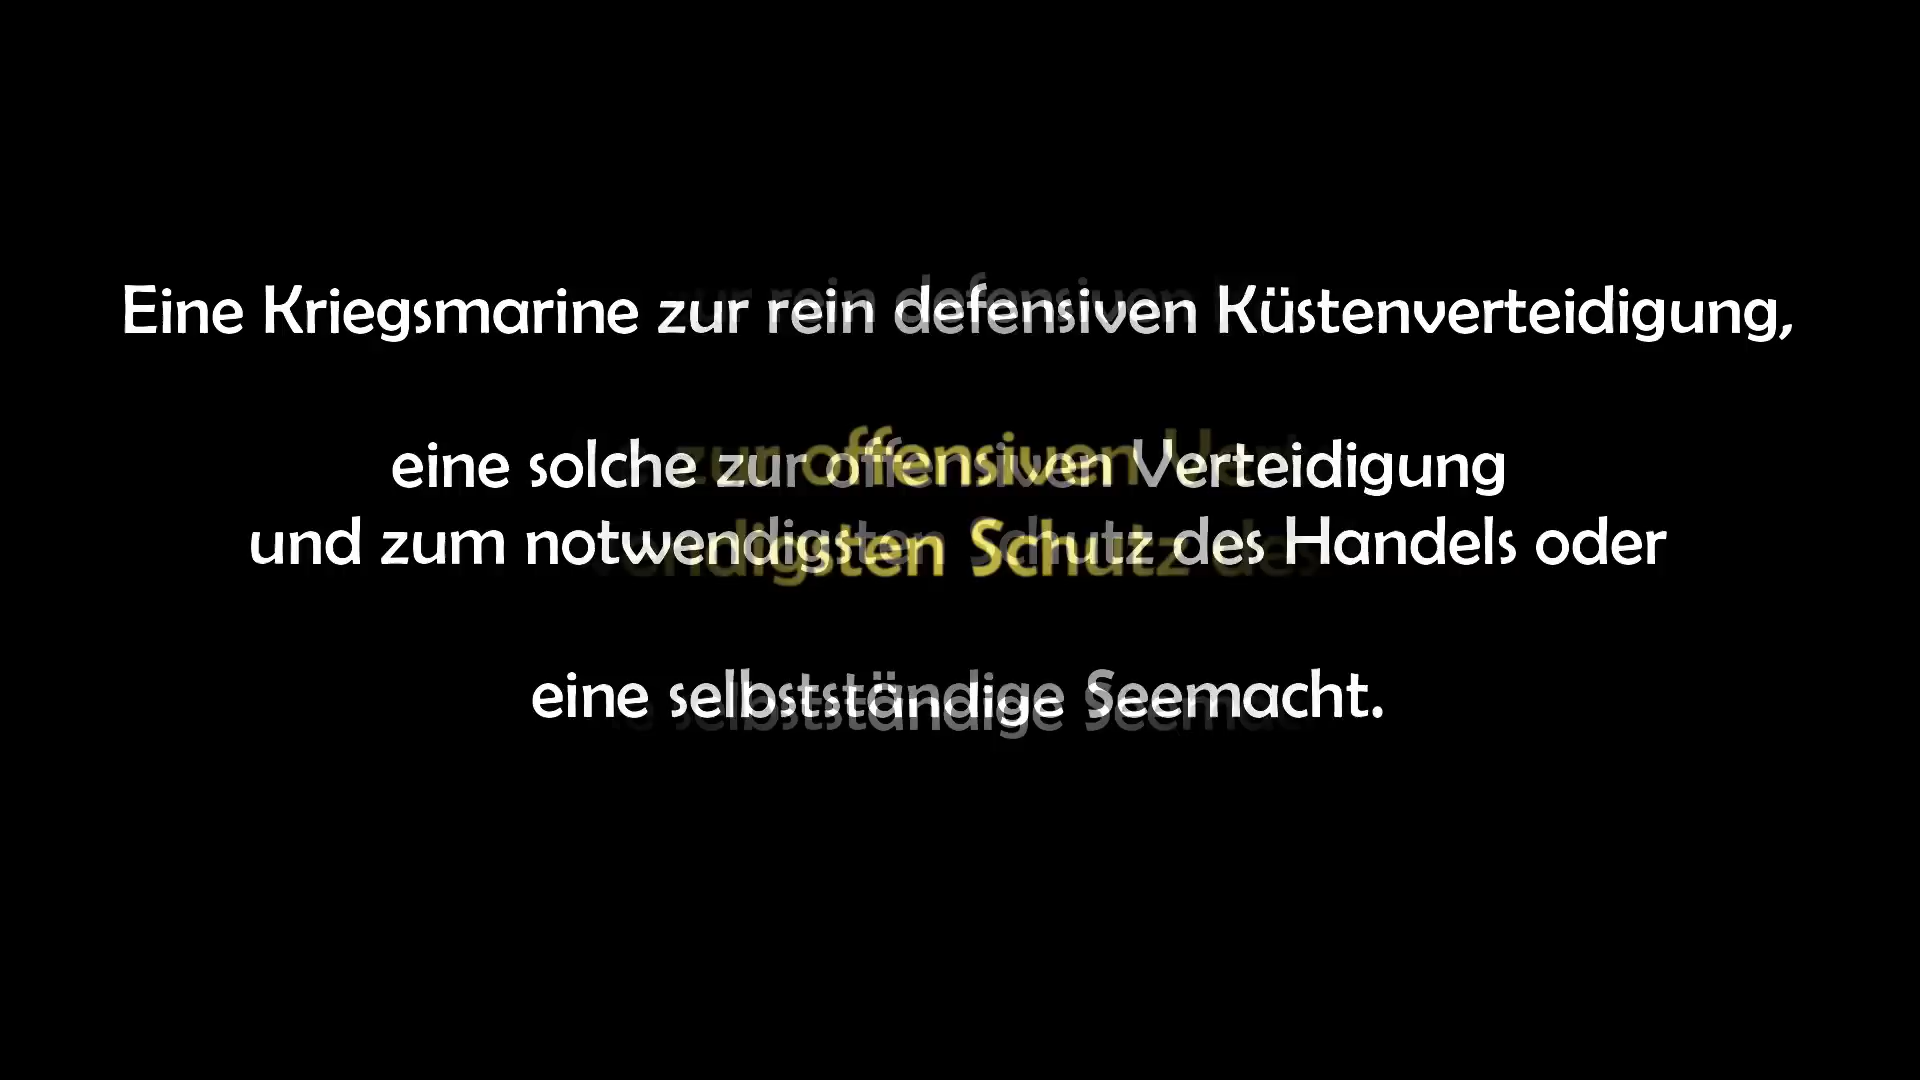 Eine Kriegsmarine zur rein defensiven Küstenverteidigung,
eine solche zur offensiven Verteidigung
und zum notwendigsten Schutz des Handels oder
eine selbstständige Seemacht.